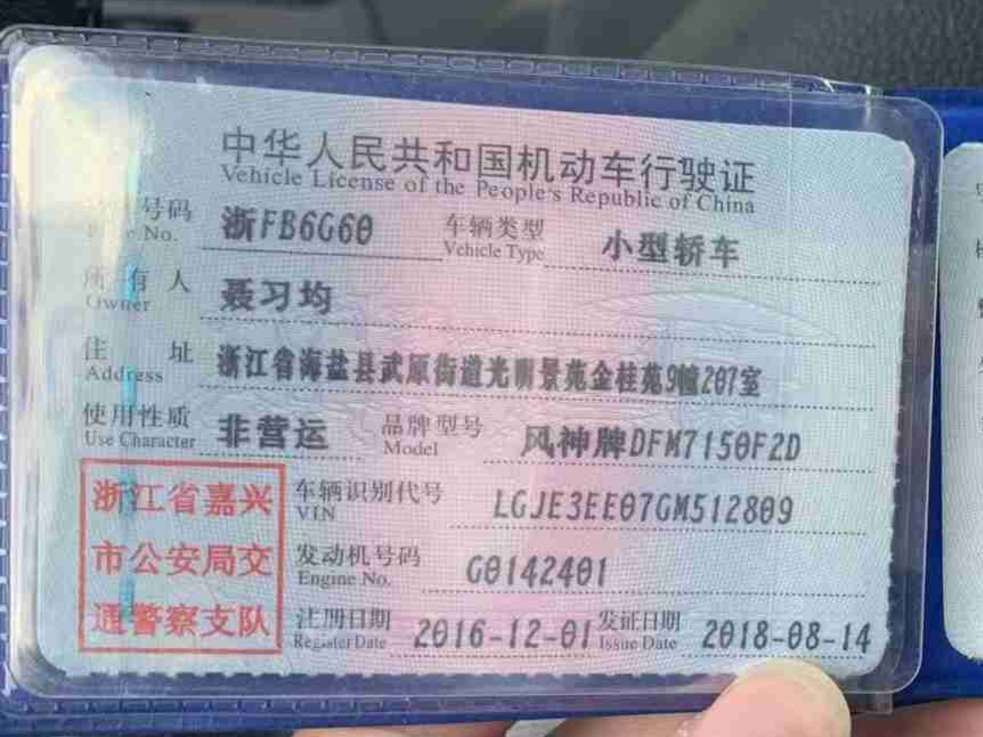 中华人民共和国机动车行驶证
Vehicle License of the People's Republic of China
号码 浙FB6G60 车辆类型 小型轿车
No. Vehicle Type
所有人 聂习均
Owner
住 址 浙江省海盐县武原街道光明景苑金桂苑9幢207室
Address
使用性质 非营运 品牌型号 风神牌DFM7150F2D
Use Character Model
浙江省嘉兴
市公安局交
通警察支队
车辆识别代号 LGJE3EE07GM512809
VIN
发动机号码 G0142401
Engine No.
注册日期 2016-12-01 发证日期 2018-08-14
Register Date Issue Date